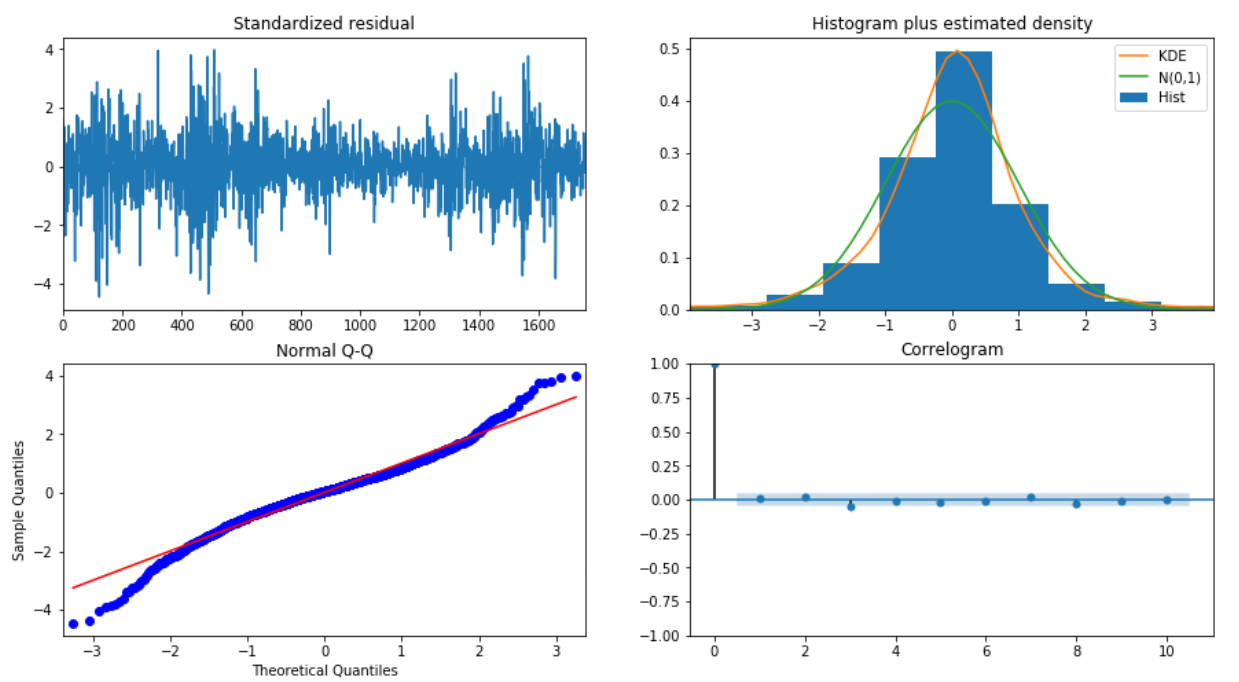 Standardized residual
4
2
0
−2
−4
0 200 400 600 800 1000 1200 1400 1600
Histogram plus estimated density
KDE
N(0,1)
Hist
0.5
0.4
0.3
0.2
0.1
0.0
−3 −2 −1 0 1 2 3
Normal Q-Q
Sample Quantiles
4
2
0
−2
−4
−3 −2 −1 0 1 2 3
Theoretical Quantiles
Correlogram
1.00
0.75
0.50
0.25
0.00
−0.25
−0.50
−0.75
−1.00
0 2 4 6 8 10